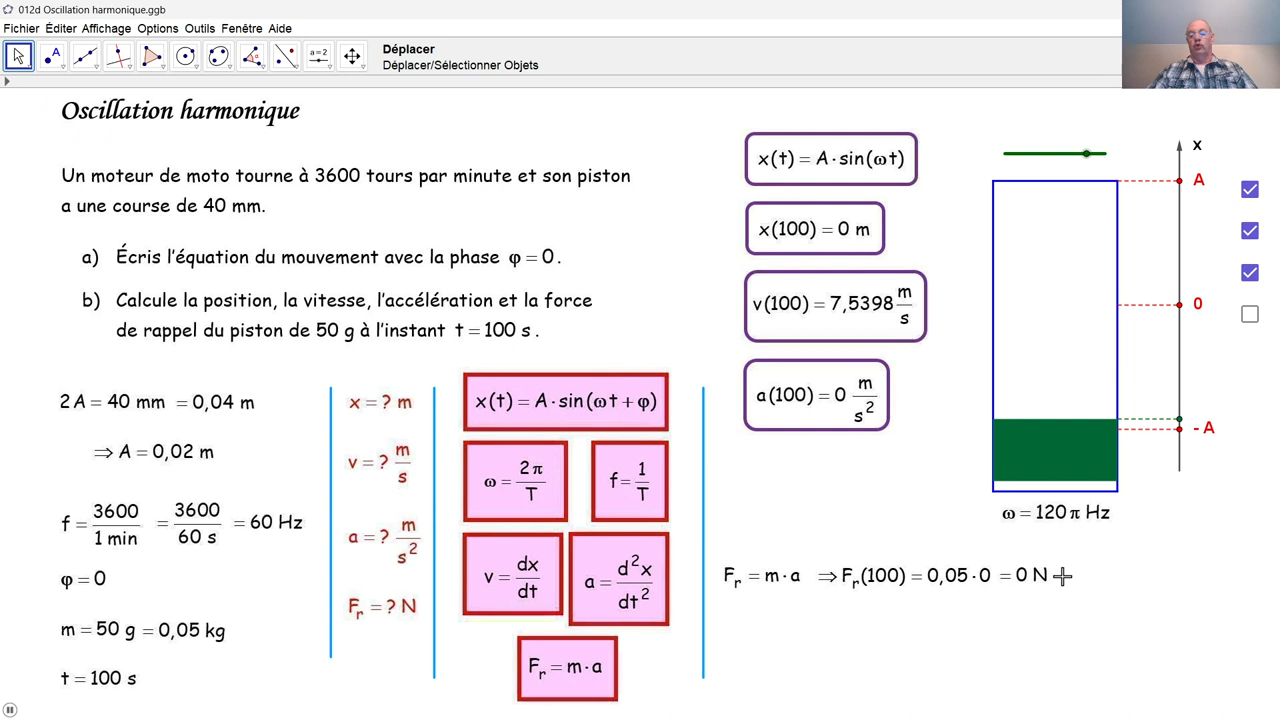 012d Oscillation harmonique.ggb
Fichier Éditer Affichage Options Outils Fenêtre Aide
A
a=2
Déplacer
Déplacer/Sélectionner Objets
Oscillation harmonique
Un moteur de moto tourne à 3600 tours par minute et son piston
a une course de 40 mm.
a) Écris l'équation du mouvement avec la phase φ = 0.
b) Calcule la position, la vitesse, l'accélération et la force
de rappel du piston de 50 g à l'instant t = 100 s.
2A = 40 mm = 0,04 m
⇒ A = 0,02 m
f = 3600/1 min = 3600/60 s = 60 Hz
φ = 0
m = 50 g = 0,05 kg
t = 100 s
x = ? m
v = ? m/s
a = ? m/s²
Fr = ? N
x(t) = A·sin(ωt + φ)
ω = 2π/T
f = 1/T
v = dx/dt
a = d²x/dt²
Fr = m·a
x(t) = A·sin(ωt)
x(100) = 0 m
v(100) = 7,5398 m/s
a(100) = 0 m/s²
x
A
0
- A
ω = 120π Hz
Fr = m·a ⇒ Fr(100) = 0,05·0 = 0 N